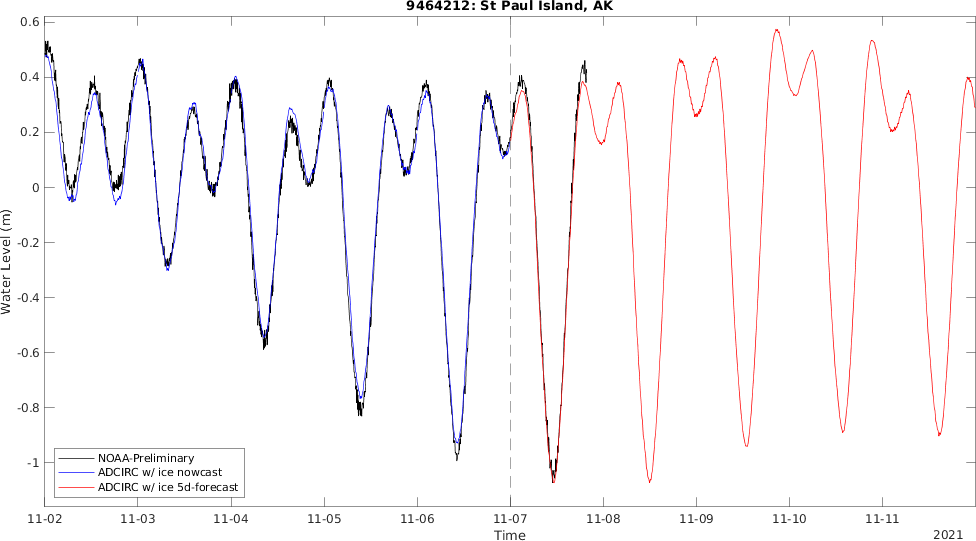 9464212: St Paul Island, AK
0.6
0.4
0.2
0
-0.2
-0.4
-0.6
-0.8
-1
Water Level (m)
NOAA-Preliminary
ADCIRC w/ ice nowcast
ADCIRC w/ ice 5d-forecast
11-02 11-03 11-04 11-05 11-06 11-07 11-08 11-09 11-10 11-11
Time
2021